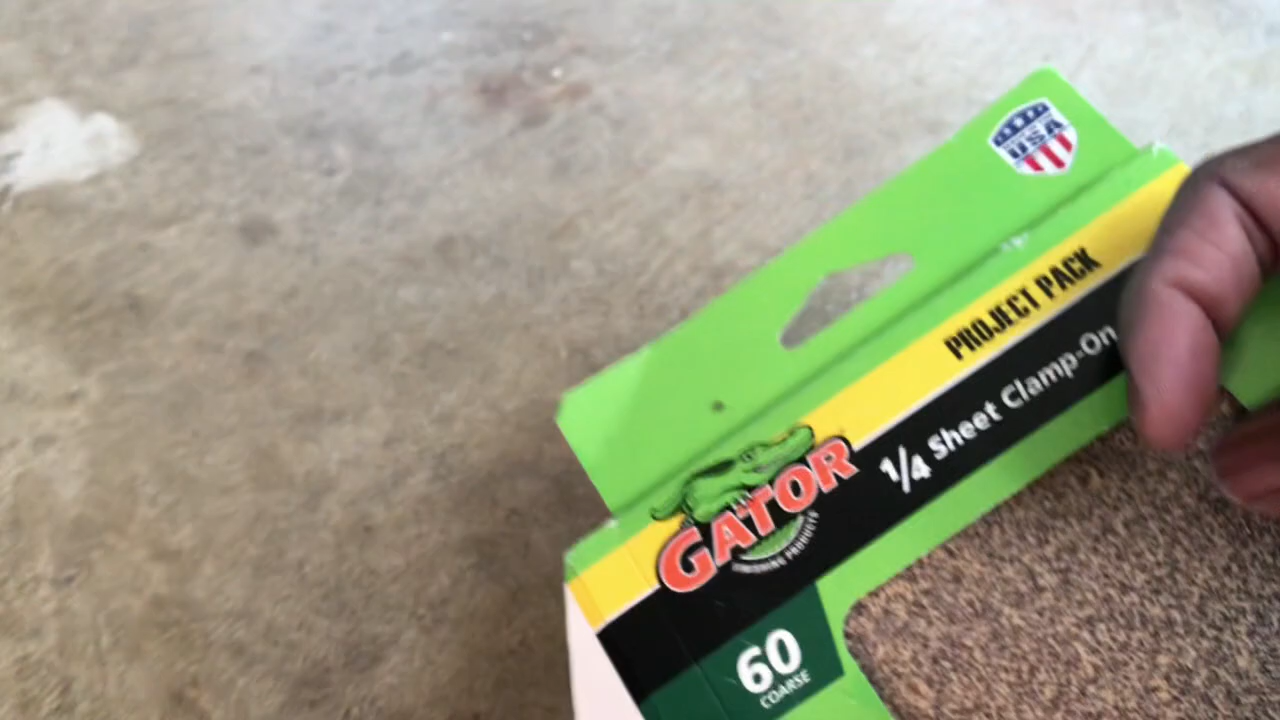 USA
PROJECT PACK
1/4 Sheet Clamp-On
GATOR
FINISHING PRODUCTS
60
COARSE